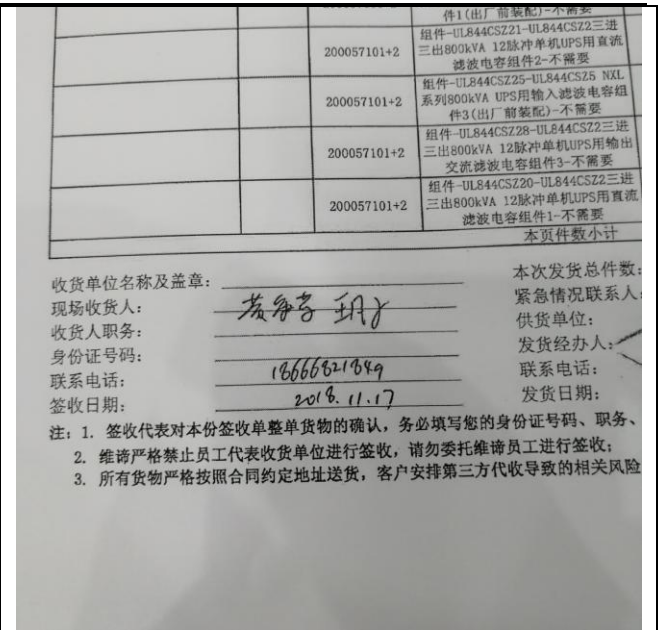 件1(出厂前装配)-不需要
200057101+2
组件-UL844CSZ21-UL844CSZ2三进
三出800kVA 12脉冲单机UPS用直流
滤波电容组件2-不需要
200057101+2
组件-UL844CSZ25-UL844CSZ5 NXL
系列800kVA UPS用输入滤波电容组
件3(出厂前装配)-不需要
200057101+2
组件-UL844CSZ28-UL844CSZ2三进
三出800kVA 12脉冲单机UPS用输出
交流滤波电容组件3-不需要
200057101+2
组件-UL844CSZ20-UL844CSZ2三进
三出800kVA 12脉冲单机UPS用直流
滤波电容组件1-不需要
本页件数小计
收货单位名称及盖章:
现场收货人:
收货人职务:
身份证号码:
联系电话: 18666821849
签收日期: 2018.11.17
本次发货总件数:
紧急情况联系人:
供货单位:
发货经办人:
联系电话:
发货日期:
注: 1. 签收代表对本份签收单整单货物的确认，务必填写您的身份证号码、职务、
2. 维谛严格禁止员工代表收货单位进行签收，请勿委托维谛员工进行签收;
3. 所有货物严格按照合同约定地址送货，客户安排第三方代收导致的相关风险